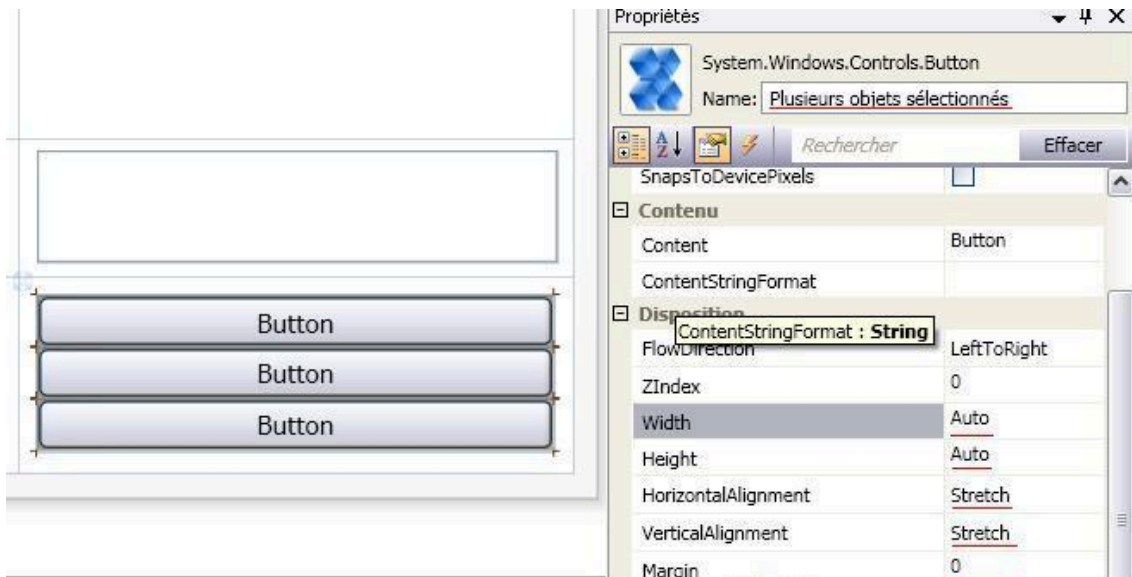 Propriétés
System.Windows.Controls.Button
Name: Plusieurs objets sélectionnés
Rechercher Effacer
SnapsToDevicePixels
Contenu
Content Button
ContentStringFormat
Disposition
ContentStringFormat : String
FlowDirection LeftToRight
ZIndex 0
Width Auto
Height Auto
HorizontalAlignment Stretch
VerticalAlignment Stretch
Margin 0
Button
Button
Button